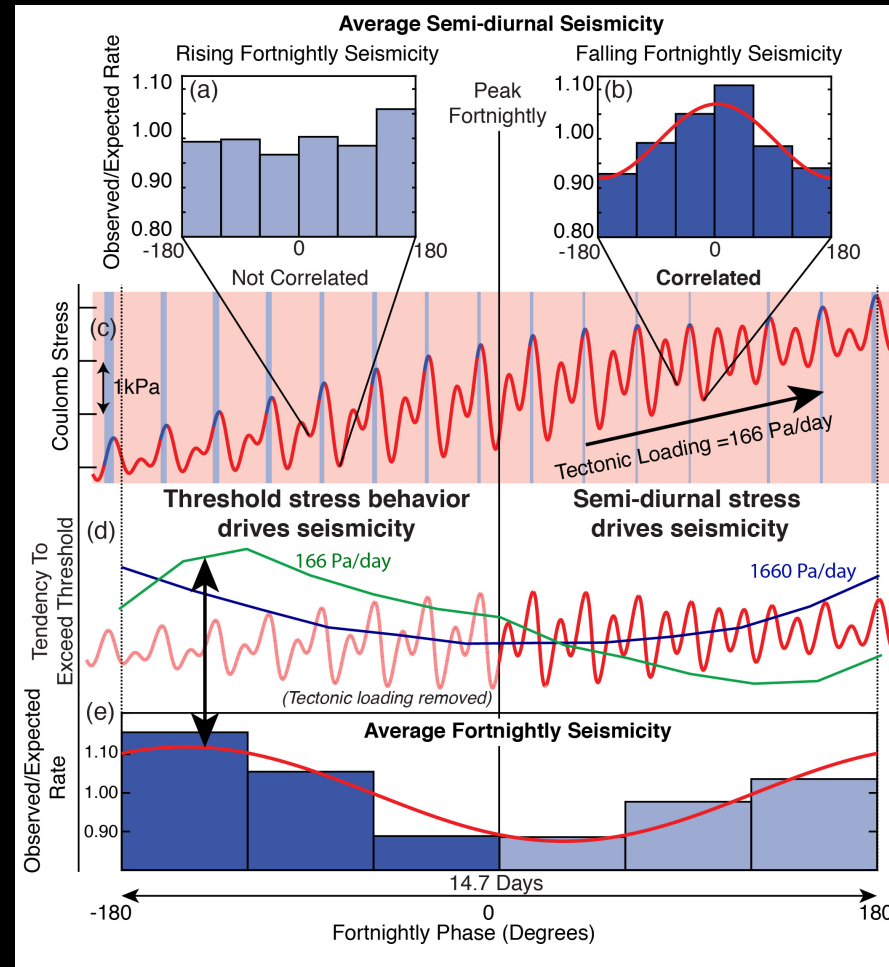 Average Semi-diurnal Seismicity
Rising Fortnightly Seismicity
Falling Fortnightly Seismicity
Observed/Expected Rate
1.10
1.00
0.90
0.80
(a)
-180
0
180
Not Correlated
Peak
Fortnightly
1.10
1.00
0.90
0.80
(b)
-180
0
180
Correlated
Coulomb Stress
(c)
1kPa
Tectonic Loading =166 Pa/day
Threshold stress behavior
drives seismicity
Semi-diurnal stress
drives seismicity
Tendency To
Exceed Threshold
(d)
166 Pa/day
1660 Pa/day
(Tectonic loading removed)
Observed/Expected
Rate
(e)
Average Fortnightly Seismicity
1.10
1.00
0.90
14.7 Days
-180
0
180
Fortnightly Phase (Degrees)